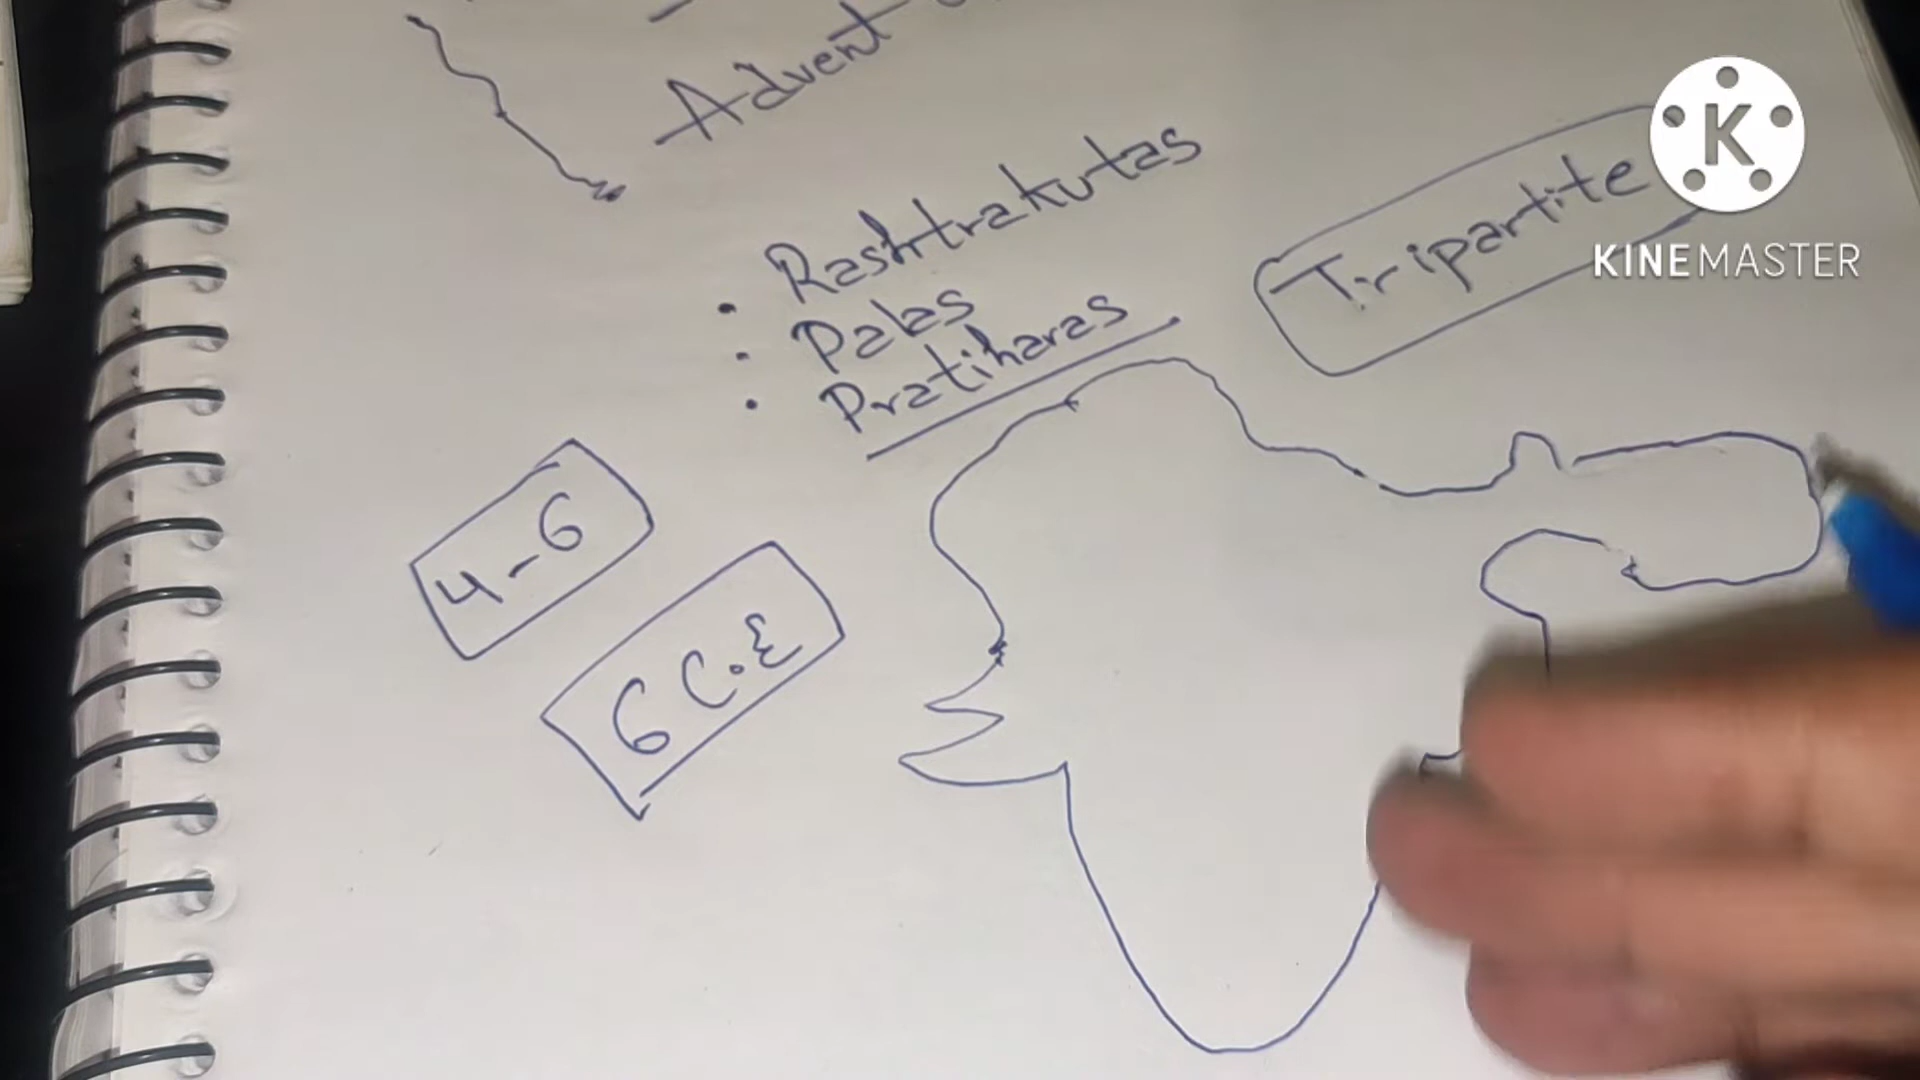 Advent
Rashtrakutas
Palas
Pratiharas
Tripartite
4-6
6 C.E
K
KINEMASTER